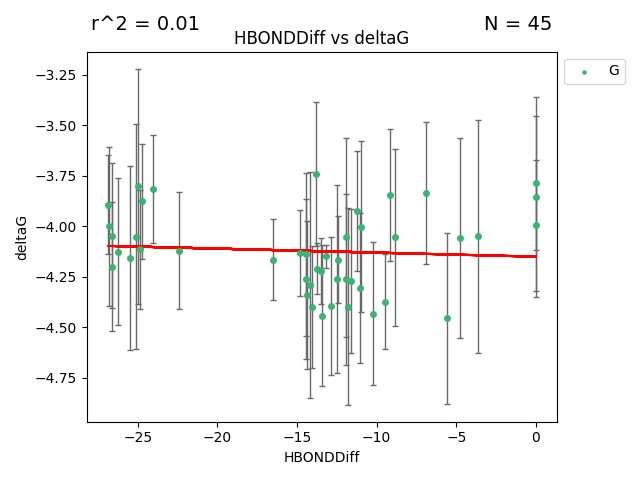 r^2 = 0.01
N = 45
HBONDDiff vs deltaG
G
deltaG
−3.25
−3.50
−3.75
−4.00
−4.25
−4.50
−4.75
−25
−20
−15
−10
−5
0
HBONDDiff